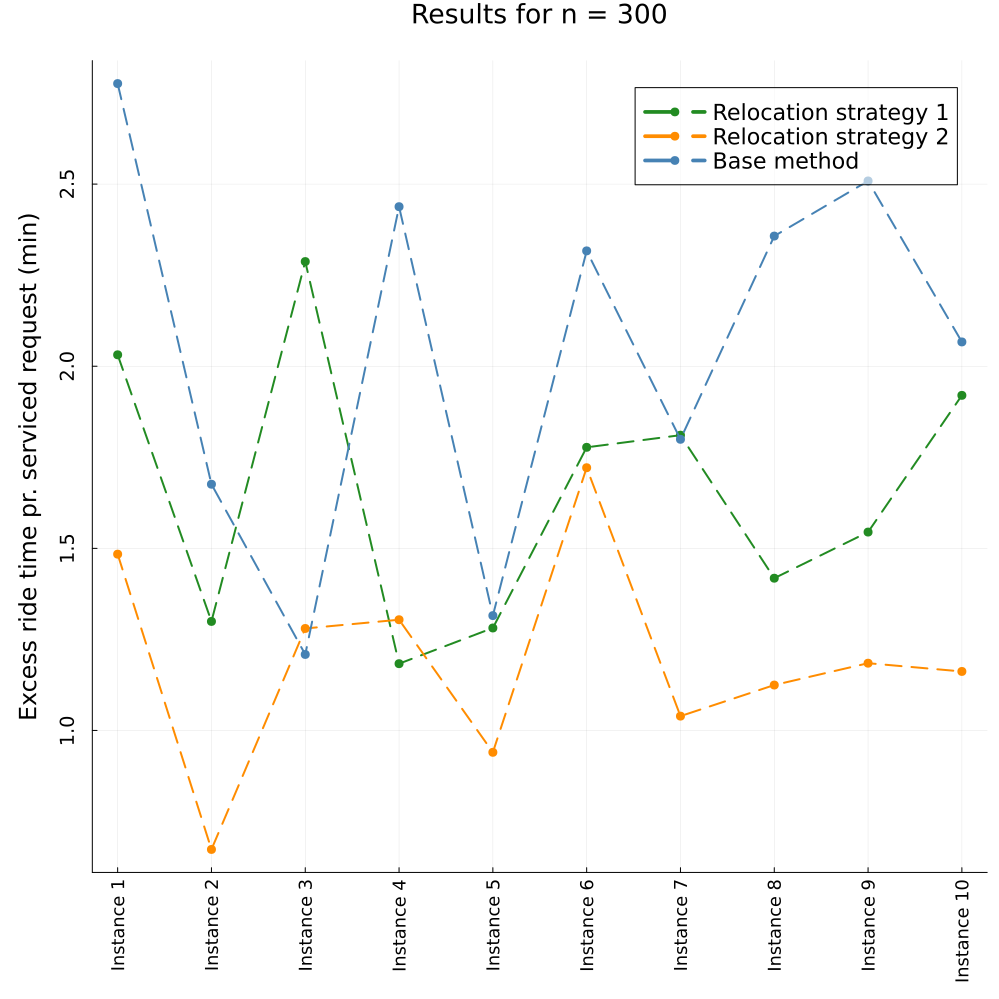 Results for n = 300
Relocation strategy 1
Relocation strategy 2
Base method
Excess ride time pr. serviced request (min)
2.5
2.0
1.5
1.0
Instance 1
Instance 2
Instance 3
Instance 4
Instance 5
Instance 6
Instance 7
Instance 8
Instance 9
Instance 10